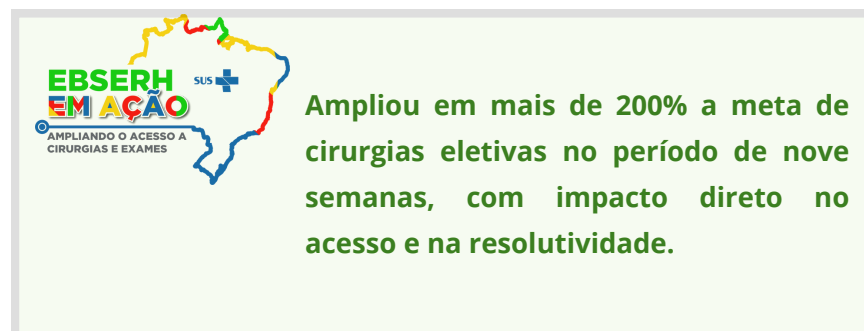 EBSERH
EM AÇÃO
SUS
AMPLIANDO O ACESSO A
CIRURGIAS E EXAMES
Ampliou em mais de 200% a meta de
cirurgias eletivas no período de nove
semanas, com impacto direto no
acesso e na resolutividade.